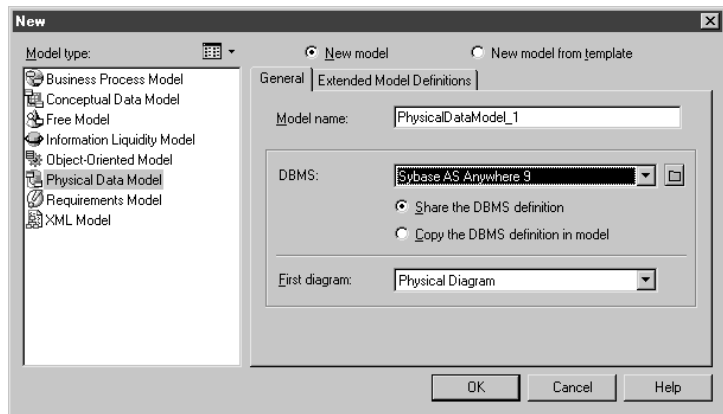 New
Model type:
New model
New model from template
Business Process Model
Conceptual Data Model
Free Model
Information Liquidity Model
Object-Oriented Model
Physical Data Model
Requirements Model
XML Model
General
Extended Model Definitions
Model name:
PhysicalDataModel_1
DBMS:
Sybase AS Anywhere 9
Share the DBMS definition
Copy the DBMS definition in model
First diagram:
Physical Diagram
OK
Cancel
Help